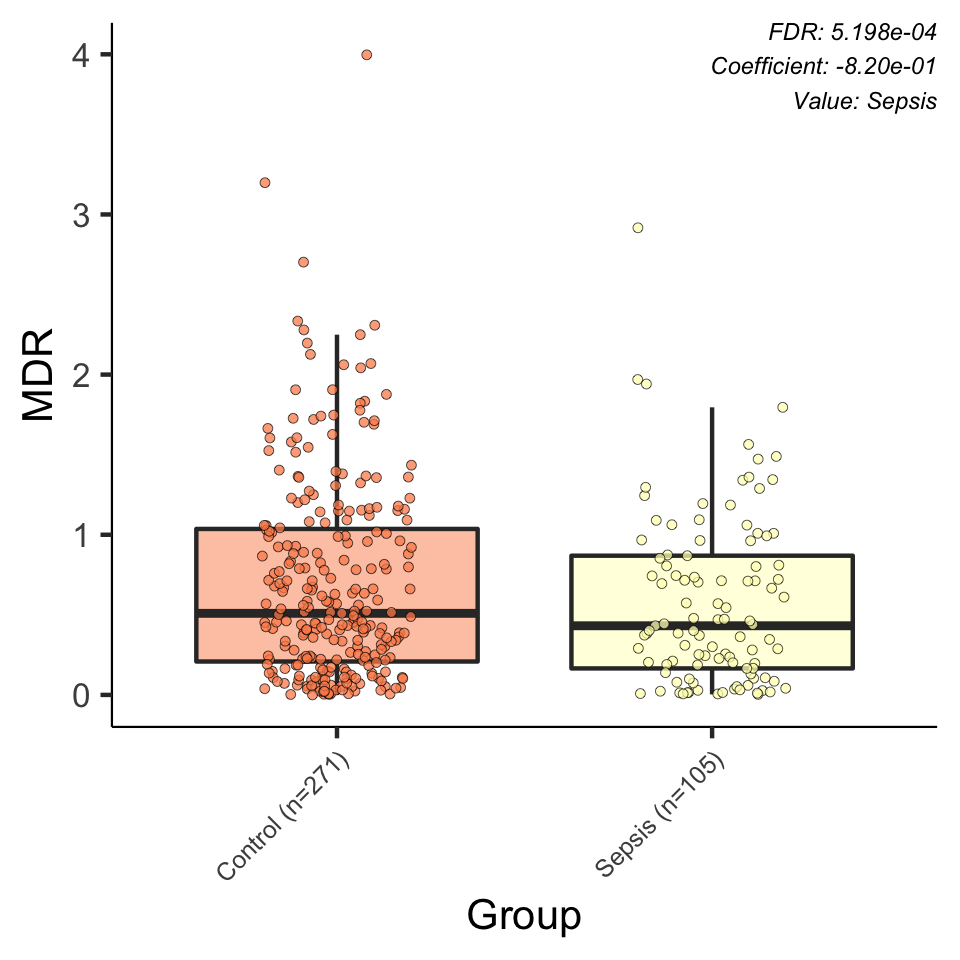 FDR: 5.198e-04
Coefficient: -8.20e-01
Value: Sepsis
MDR
4
3
2
1
0
Control (n=271)
Sepsis (n=105)
Group